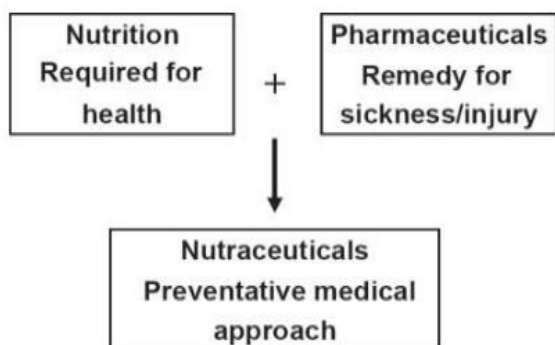 Nutrition
Required for
health
+
Pharmaceuticals
Remedy for
sickness/injury
Nutraceuticals
Preventative medical
approach